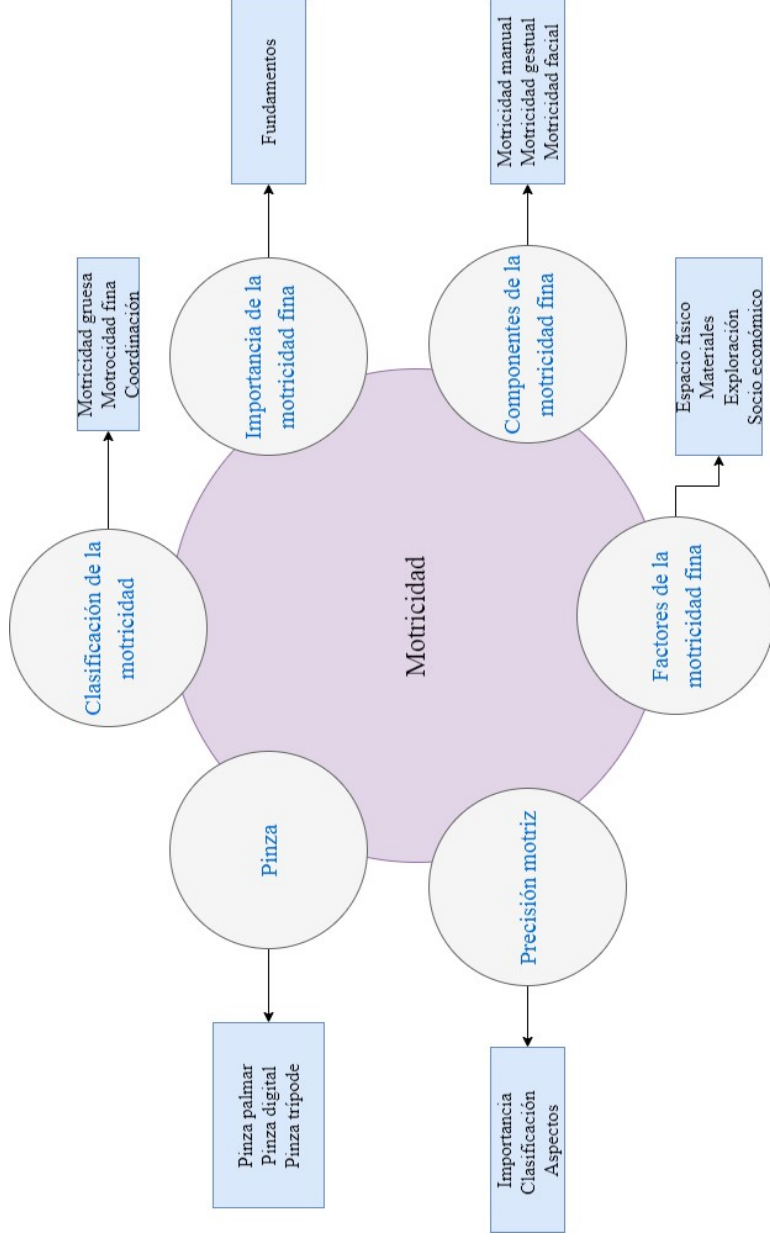 Clasificación de la
motricidad
Motricidad gruesa
Motrocidad fina
Coordinación
Importancia de la
motricidad fina
Fundamentos
Componentes de la
motricidad fina
Motricidad manual
Motricidad gestual
Motricidad facial
Factores de la
motricidad fina
Espacio físico
Materiales
Exploración
Socio económico
Precisión motriz
Importancia
Clasificación
Aspectos
Pinza
Pinza palmar
Pinza digital
Pinza trípode
Motricidad